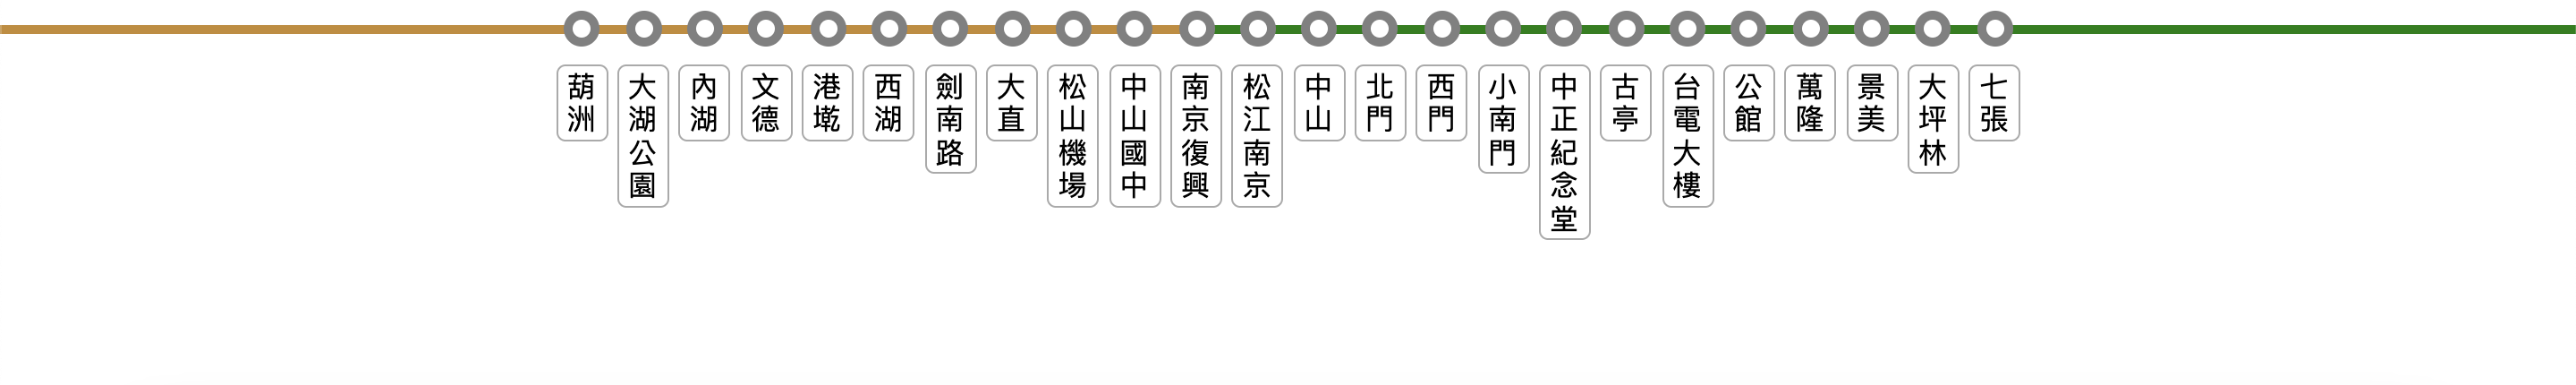 葫洲
大湖公園
內湖
文德
港墘
西湖
劍南路
大直
松山機場
中山國中
南京復興
松江南京
中山
北門
西門
小南門
中正紀念堂
古亭
台電大樓
公館
萬隆
景美
大坪林
七張